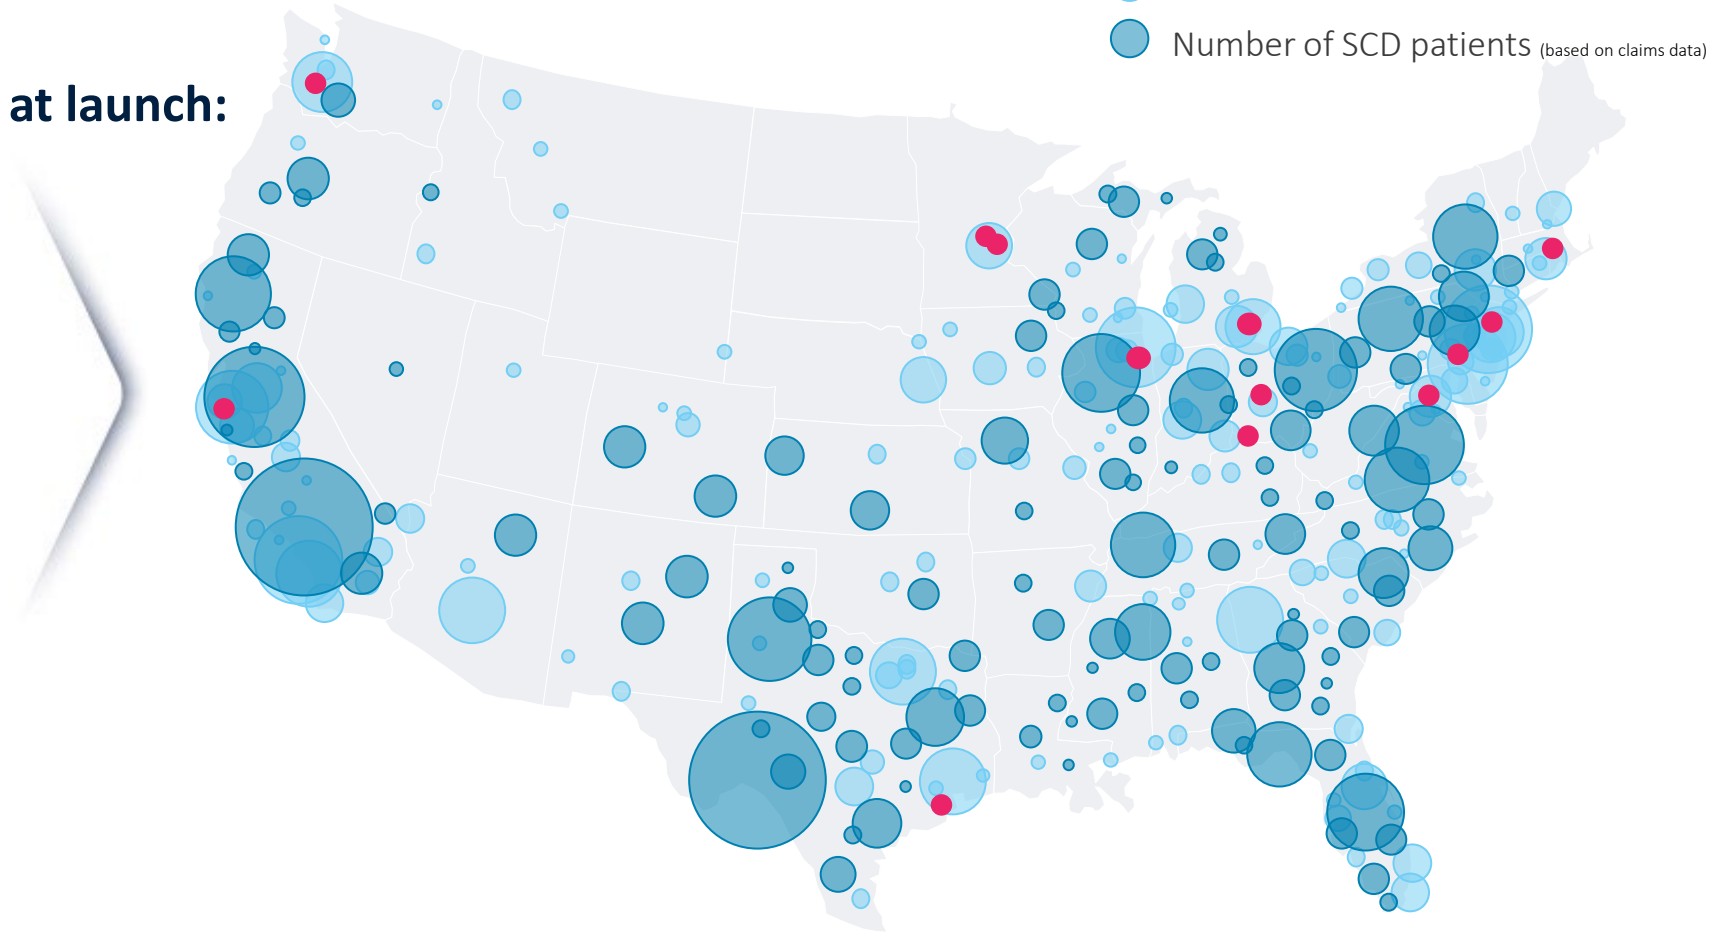 Number of SCD patients (based on claims data)
at launch: